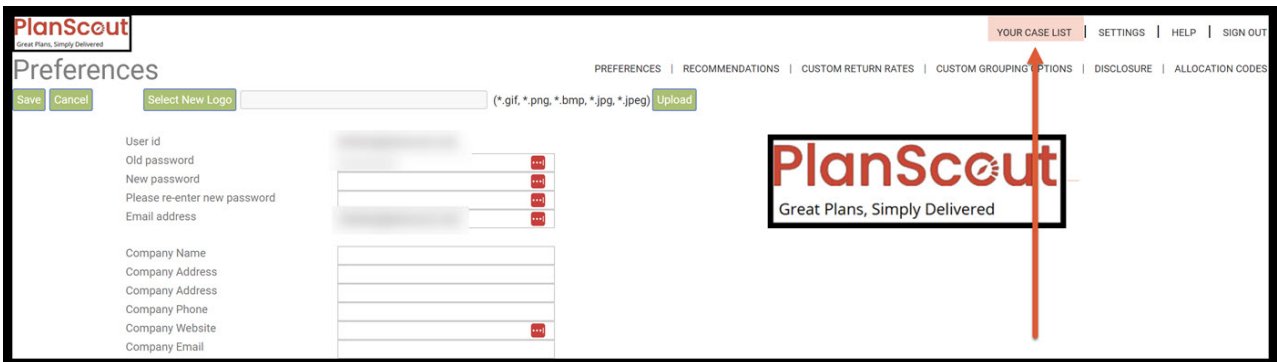 PlanScout
Great Plans, Simply Delivered
YOUR CASE LIST | SETTINGS | HELP | SIGN OUT
Preferences
PREFERENCES | RECOMMENDATIONS | CUSTOM RETURN RATES | CUSTOM GROUPING OPTIONS | DISCLOSURE | ALLOCATION CODES
Save Cancel Select New Logo (*.gif, *.png, *.bmp, *.jpg, *.jpeg) Upload
User id
Old password
New password
Please re-enter new password
Email address
PlanScout
Great Plans, Simply Delivered
Company Name
Company Address
Company Address
Company Phone
Company Website
Company Email